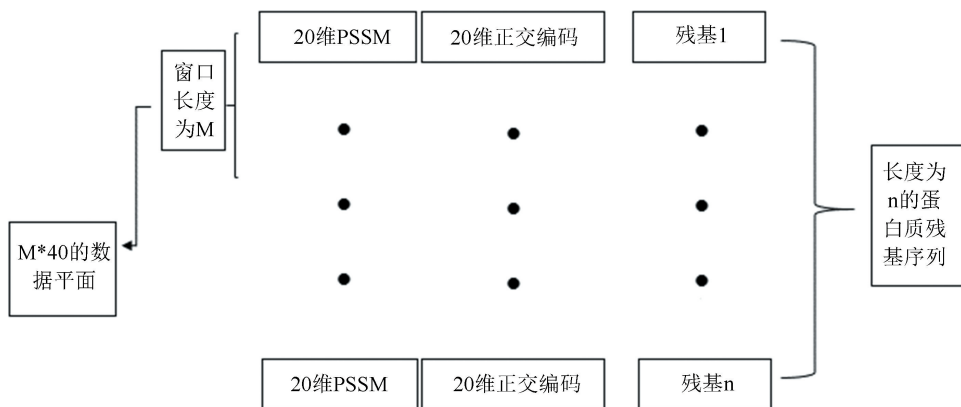 20维PSSM
20维正交编码
残基1
窗口
长度
为M
长度为
n的蛋
白质残
基序列
M*40的数
据平面
20维PSSM
20维正交编码
残基n